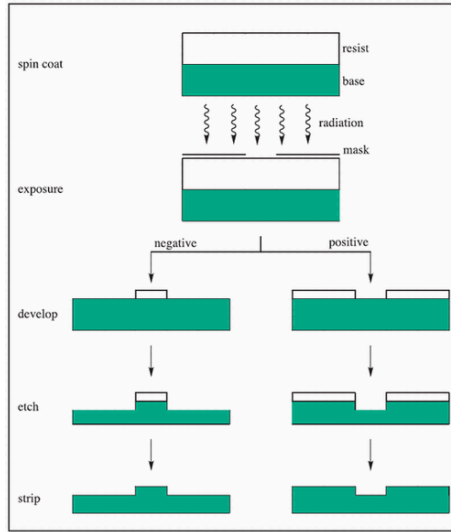 resist
spin coat
base
radiation
mask
exposure
negative
positive
develop
etch
strip